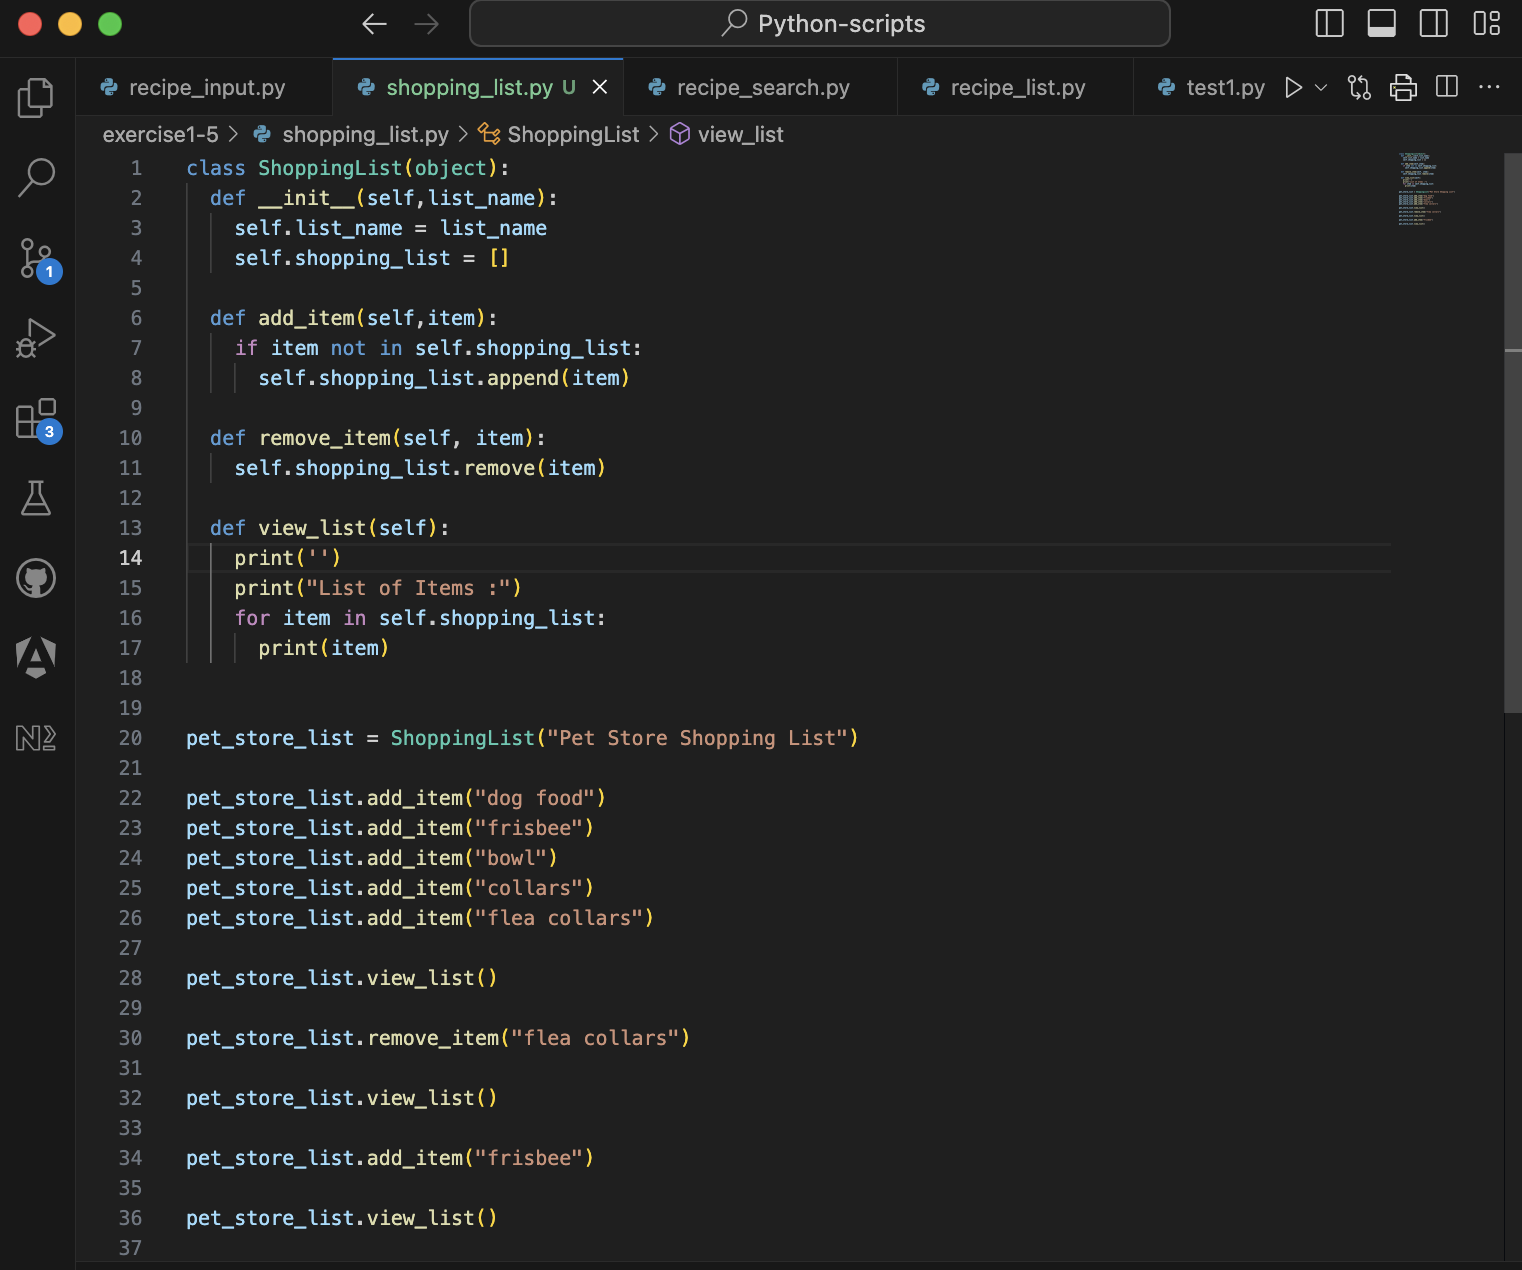 Python-scripts
recipe_input.py
shopping_list.py U
recipe_search.py
recipe_list.py
test1.py
exercise1-5 > shopping_list.py > ShoppingList > view_list
1
3
1 class ShoppingList(object):
2   def __init__(self,list_name):
3     self.list_name = list_name
4     self.shopping_list = []
5
6   def add_item(self,item):
7     if item not in self.shopping_list:
8       self.shopping_list.append(item)
9
10   def remove_item(self, item):
11     self.shopping_list.remove(item)
12
13   def view_list(self):
14     print('')
15     print("List of Items :")
16     for item in self.shopping_list:
17       print(item)
18
19
20 pet_store_list = ShoppingList("Pet Store Shopping List")
21
22 pet_store_list.add_item("dog food")
23 pet_store_list.add_item("frisbee")
24 pet_store_list.add_item("bowl")
25 pet_store_list.add_item("collars")
26 pet_store_list.add_item("flea collars")
27
28 pet_store_list.view_list()
29
30 pet_store_list.remove_item("flea collars")
31
32 pet_store_list.view_list()
33
34 pet_store_list.add_item("frisbee")
35
36 pet_store_list.view_list()
37